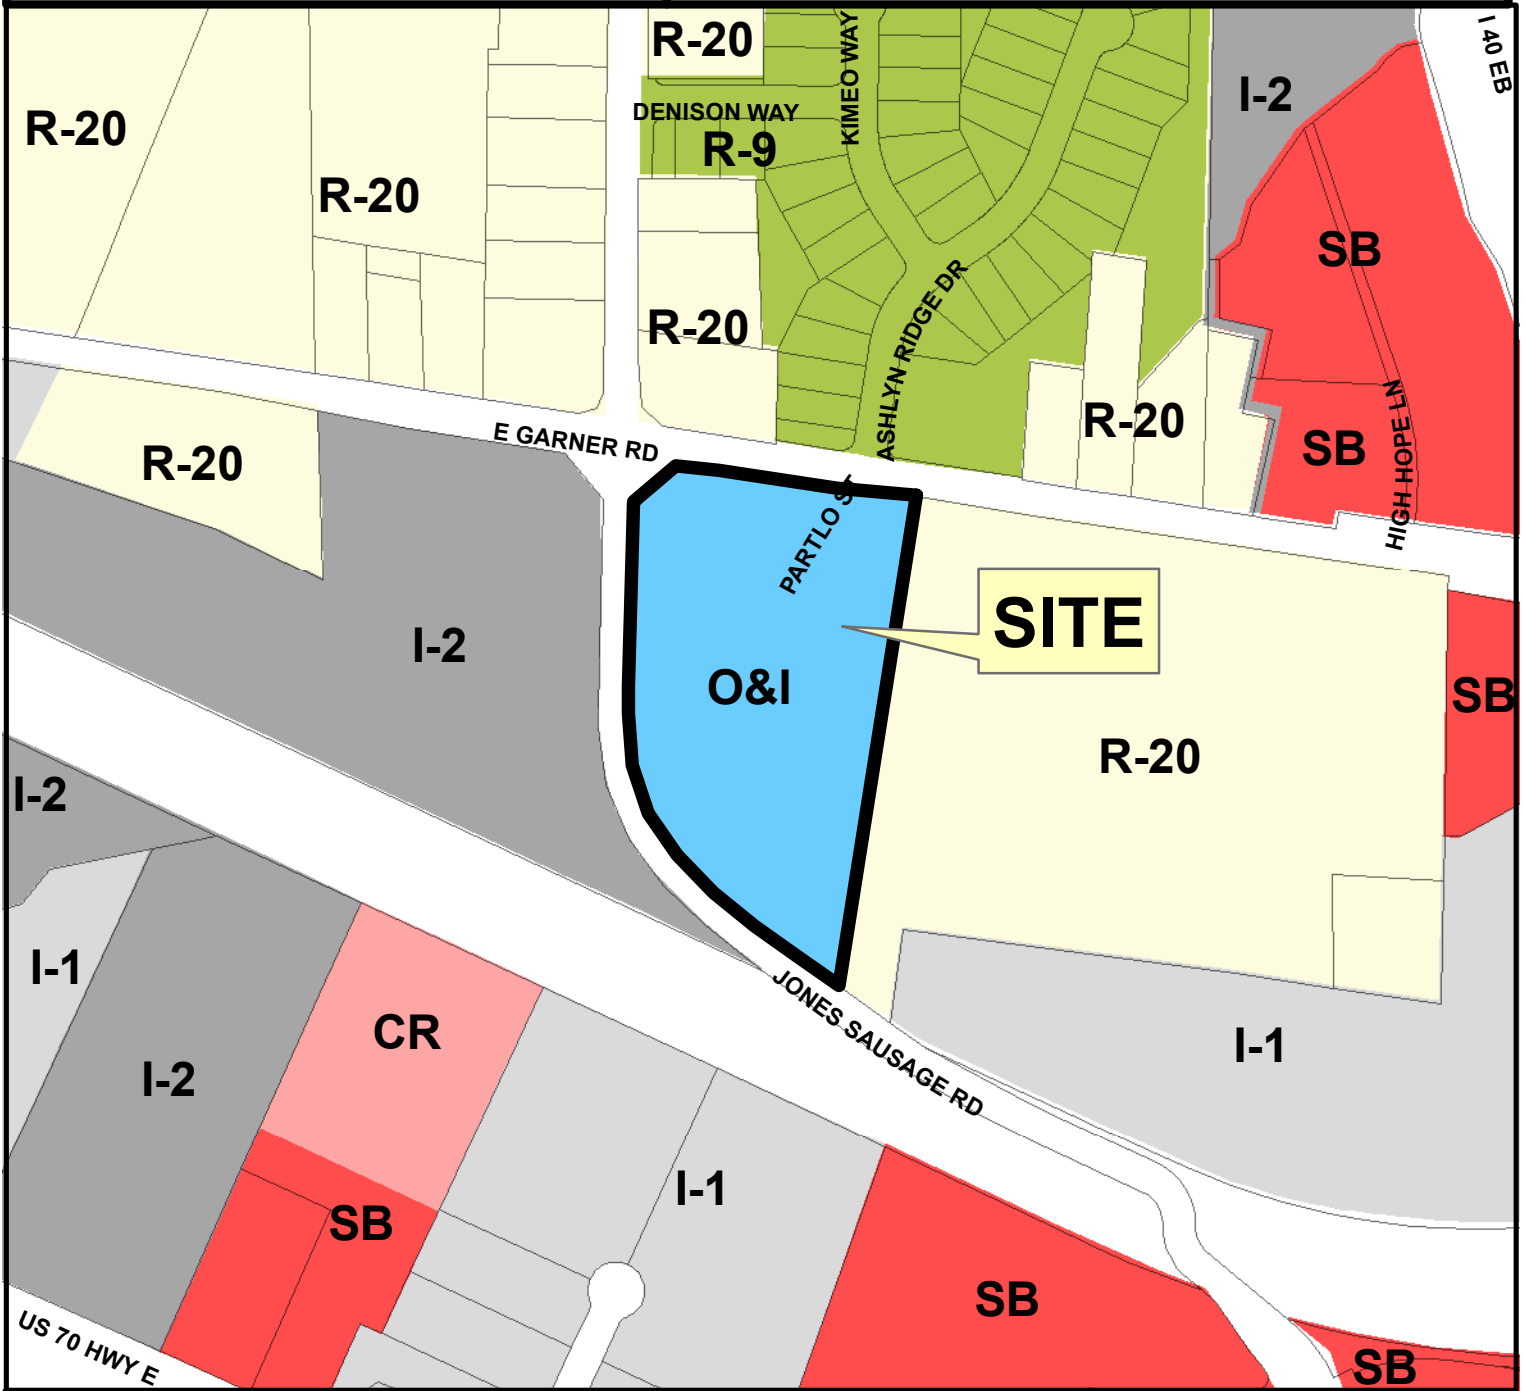 R-20
KIMEO WAY
I 40 EB
I-2
DENISON WAY
R-20
R-9
R-20
SB
R-20
ASHLYN RIDGE DR
HIGH HOPE LN
R-20
E GARNER RD
SB
R-20
PARTLO ST
SITE
I-2
O&I
SB
R-20
I-2
I-1
JONES SAUSAGE RD
CR
I-1
I-2
I-1
SB
SB
US 70 HWY E
SB